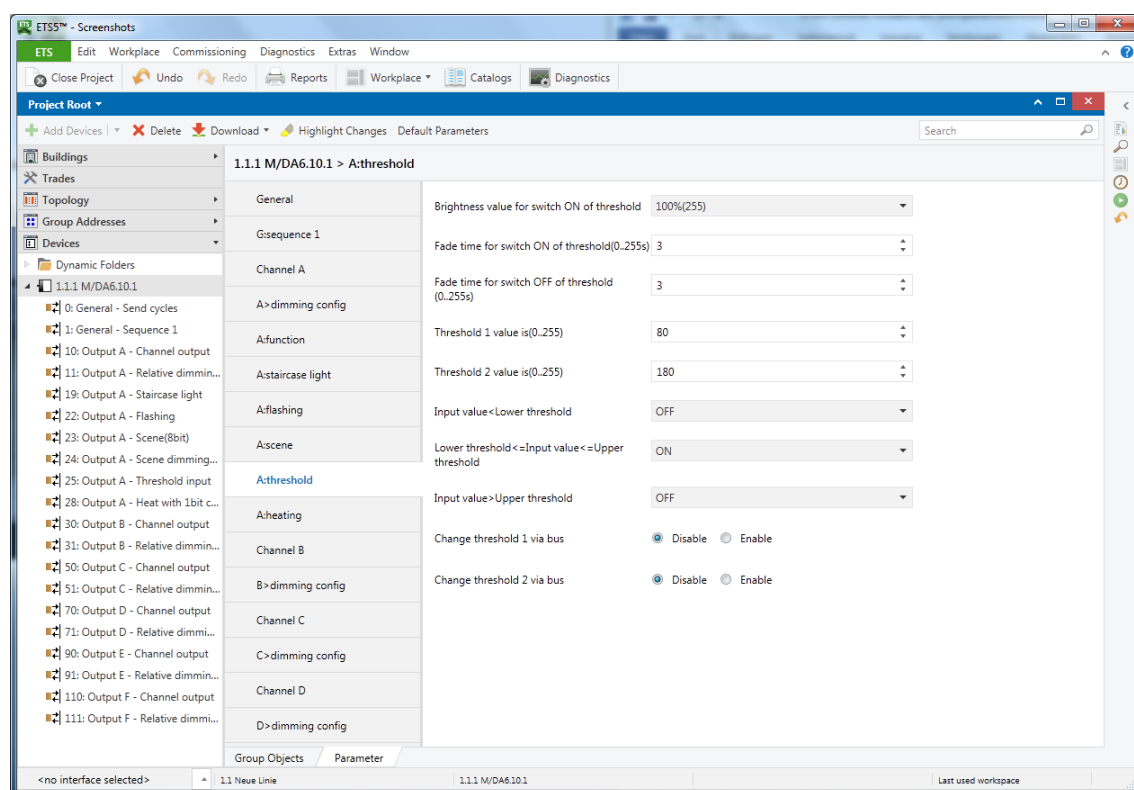 ETS5™ - Screenshots
ETS Edit Workplace Commissioning Diagnostics Extras Window
Close Project Undo Redo Reports Workplace Catalogs Diagnostics
Project Root
Add Devices Delete Download Highlight Changes Default Parameters Search
Buildings
Trades
Topology
Group Addresses
Devices
Dynamic Folders
1.1.1 M/DA6.10.1
0: General - Send cycles
1: General - Sequence 1
10: Output A - Channel output
11: Output A - Relative dimmin...
19: Output A - Staircase light
22: Output A - Flashing
23: Output A - Scene(8bit)
24: Output A - Scene dimming...
25: Output A - Threshold input
28: Output A - Heat with 1bit c...
30: Output B - Channel output
31: Output B - Relative dimmin...
50: Output C - Channel output
51: Output C - Relative dimmin...
70: Output D - Channel output
71: Output D - Relative dimmi...
90: Output E - Channel output
91: Output E - Relative dimmin...
110: Output F - Channel output
111: Output F - Relative dimmi...
1.1.1 M/DA6.10.1 > A:threshold
General
G:sequence 1
Channel A
A>dimming config
A:function
A:staircase light
A:flashing
A:scene
A:threshold
A:heating
Channel B
B>dimming config
Channel C
C>dimming config
Channel D
D>dimming config
Brightness value for switch ON of threshold 100%(255)
Fade time for switch ON of threshold(0..255s) 3
Fade time for switch OFF of threshold
(0..255s) 3
Threshold 1 value is(0..255) 80
Threshold 2 value is(0..255) 180
Input value<Lower threshold OFF
Lower threshold<=Input value<=Upper
threshold ON
Input value>Upper threshold OFF
Change threshold 1 via bus Disable Enable
Change threshold 2 via bus Disable Enable
Group Objects Parameter
<no interface selected> 1.1 Neue Linie 1.1.1 M/DA6.10.1 Last used workspace